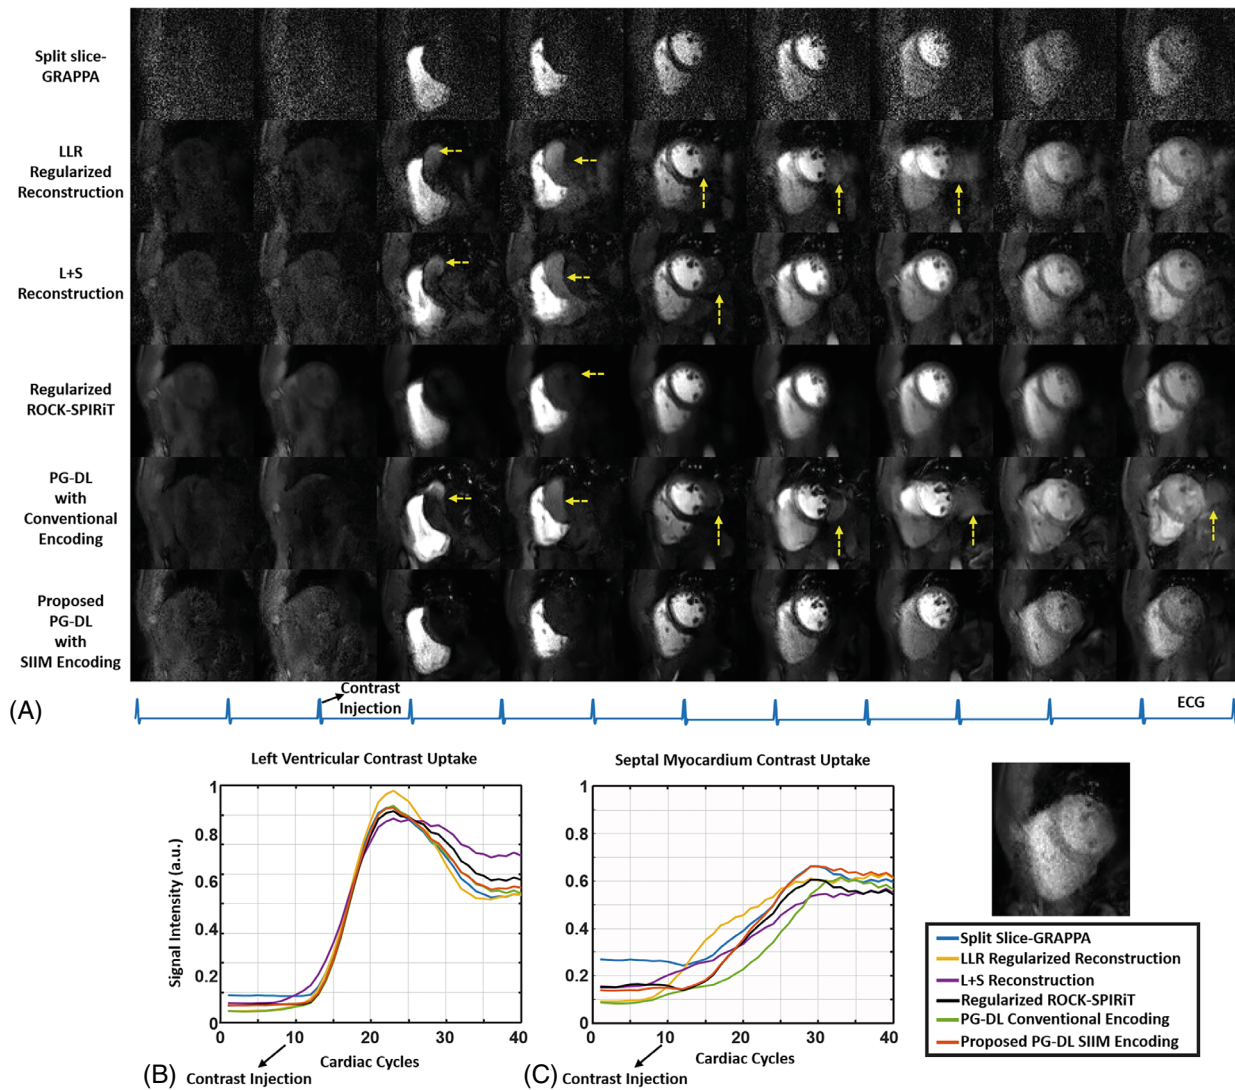 Split slice-
GRAPPA
LLR
Regularized
Reconstruction
L+S
Reconstruction
Regularized
ROCK-SPIRiT
PG-DL
with
Conventional
Encoding
Proposed
PG-DL
with
SIIM Encoding
(A)
Contrast
Injection
ECG
Left Ventricular Contrast Uptake
1
0.8
0.6
0.4
0.2
0
Signal Intensity (a.u.)
0 10 20 30 40
Cardiac Cycles
(B)
Contrast Injection
Septal Myocardium Contrast Uptake
1
0.8
0.6
0.4
0.2
0
0 10 20 30 40
Cardiac Cycles
(C)
Contrast Injection
Split Slice-GRAPPA
LLR Regularized Reconstruction
L+S Reconstruction
Regularized ROCK-SPIRiT
PG-DL Conventional Encoding
Proposed PG-DL SIIM Encoding